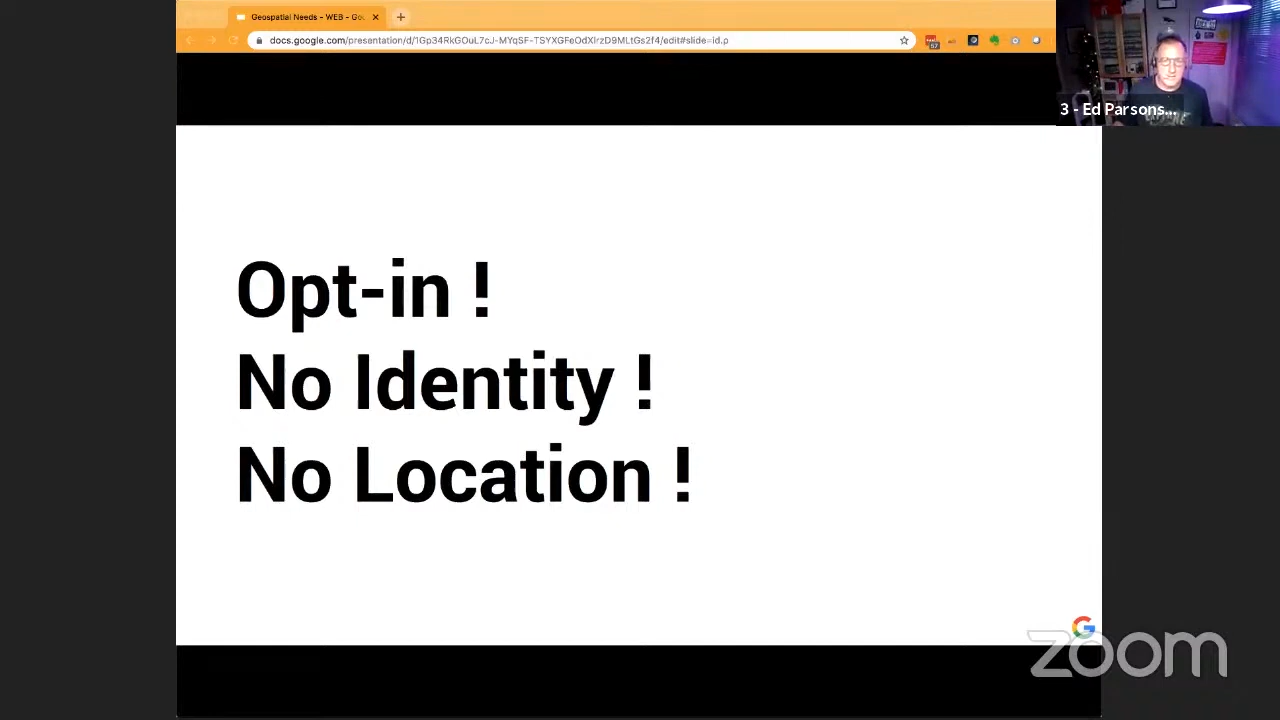 Geospatial Needs - WEB - Go
docs.google.com/presentation/d/1Gp34RkGOuL7cJ-MYqSF-TSYXGFeOdXlrzD9MLtGs2f4/edit#slide=id.p
57
3 - Ed Parsons...
Opt-in !
No Identity !
No Location !
zoom